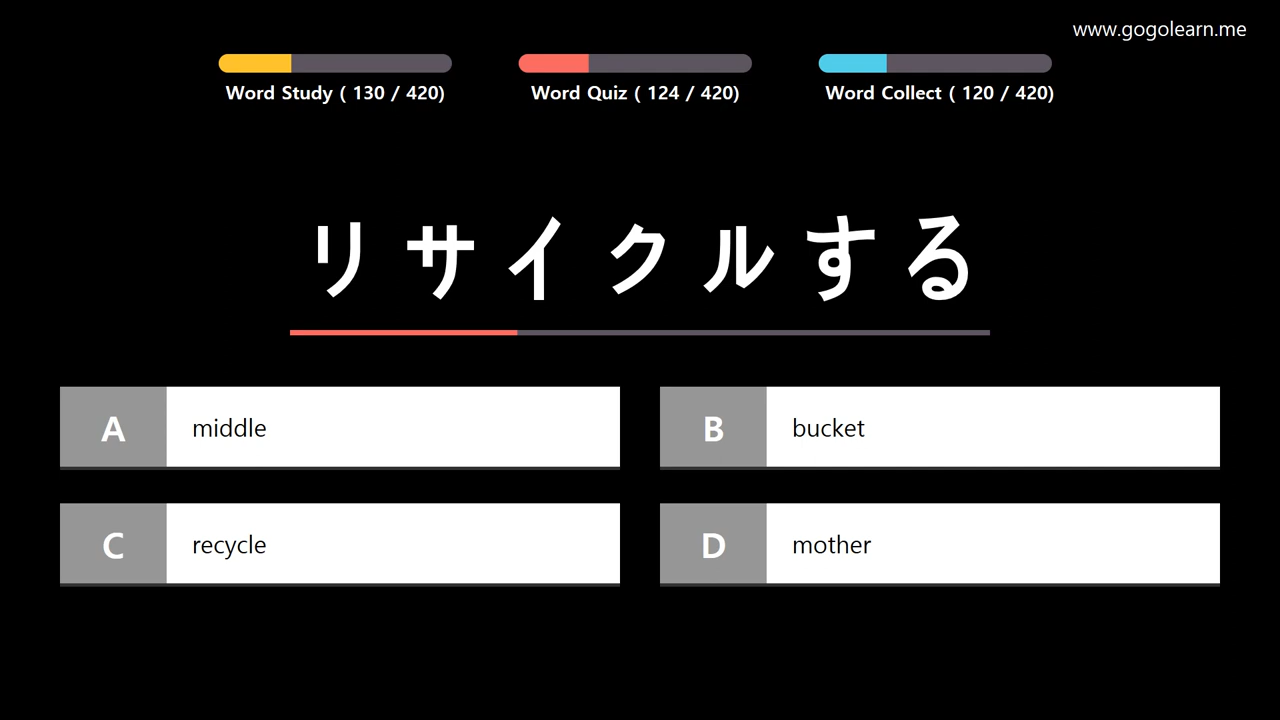 www.gogolearn.me
Word Study ( 130 / 420)
Word Quiz ( 124 / 420)
Word Collect ( 120 / 420)
リサイクルする
A middle
B bucket
C recycle
D mother